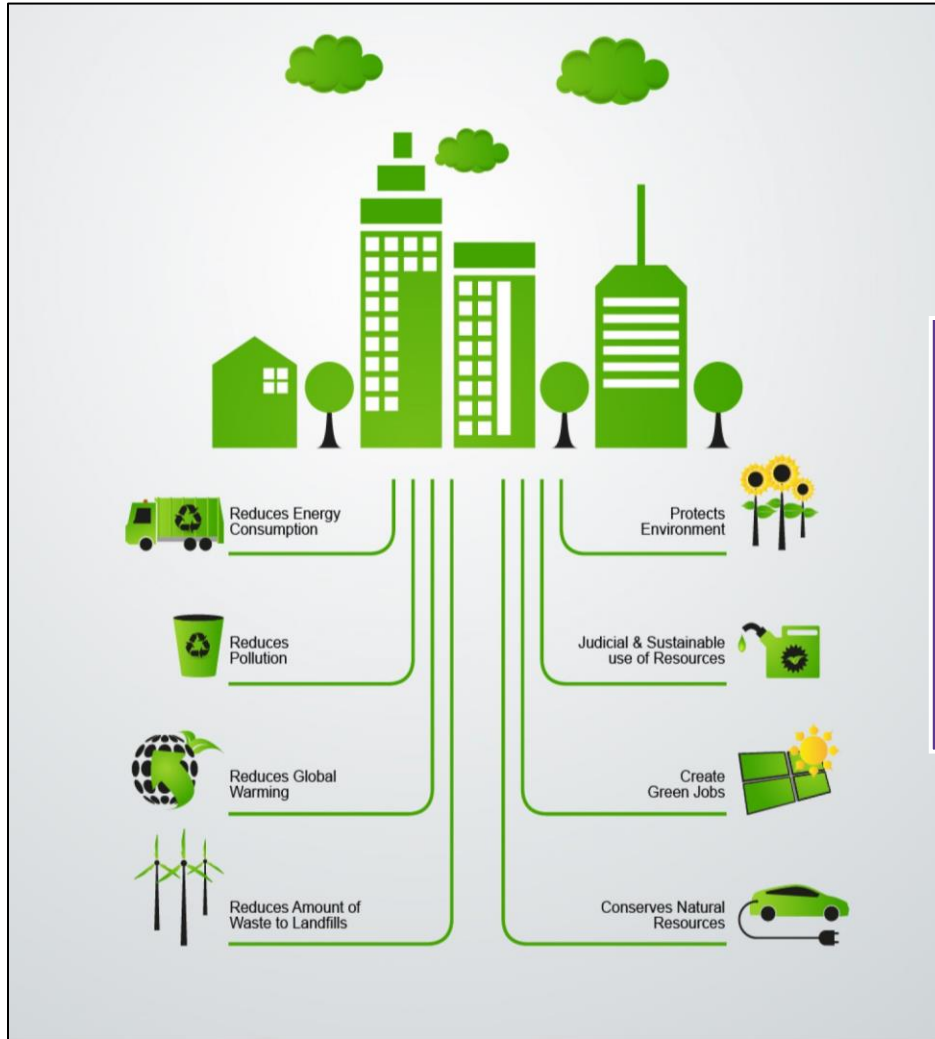 Reduces Energy
Consumption
Reduces
Pollution
Reduces Global
Warming
Reduces Amount of
Waste to Landfills
Protects
Environment
Judicial & Sustainable
use of Resources
Create
Green Jobs
Conserves Natural
Resources